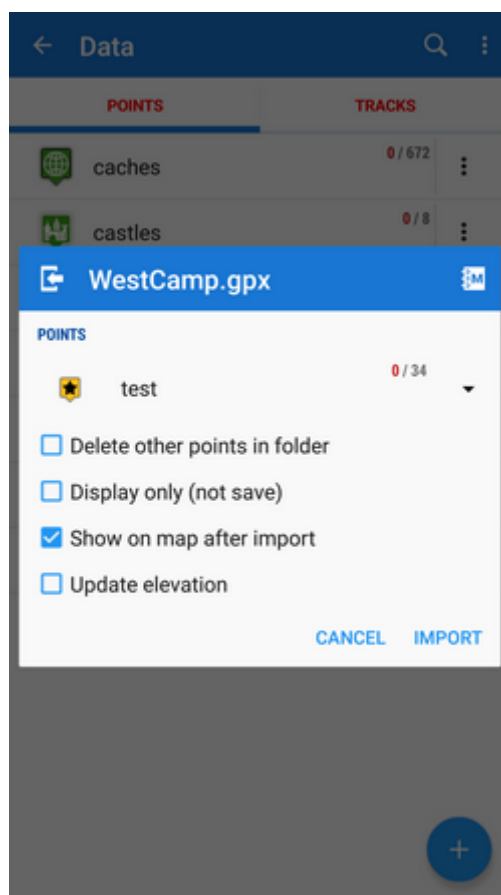 Data
POINTS TRACKS
caches 0 / 672
castles 0 / 8
WestCamp.gpx M
POINTS
test 0 / 34
Delete other points in folder
Display only (not save)
Show on map after import
Update elevation
CANCEL IMPORT